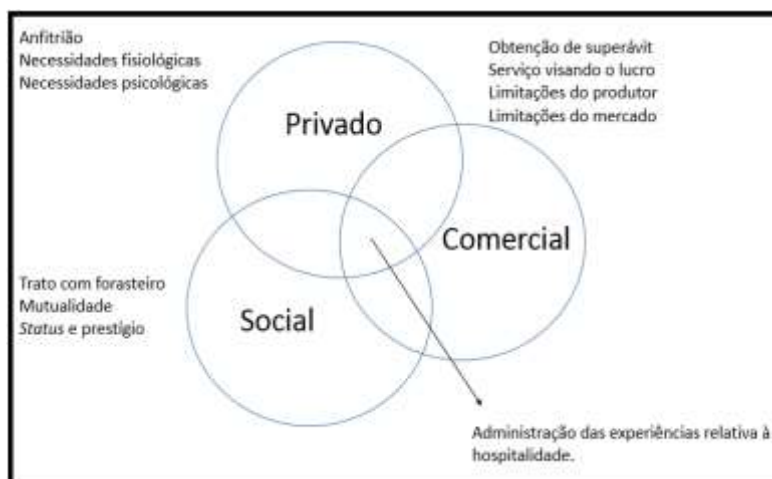 Anfitrião
Necessidades fisiológicas
Necessidades psicológicas
Obtenção de superávit
Serviço visando o lucro
Limitações do produtor
Limitações do mercado
Privado
Comercial
Trato com forasteiro
Mutualidade
Status e prestígio
Social
Administração das experiências relativa à
hospitalidade.